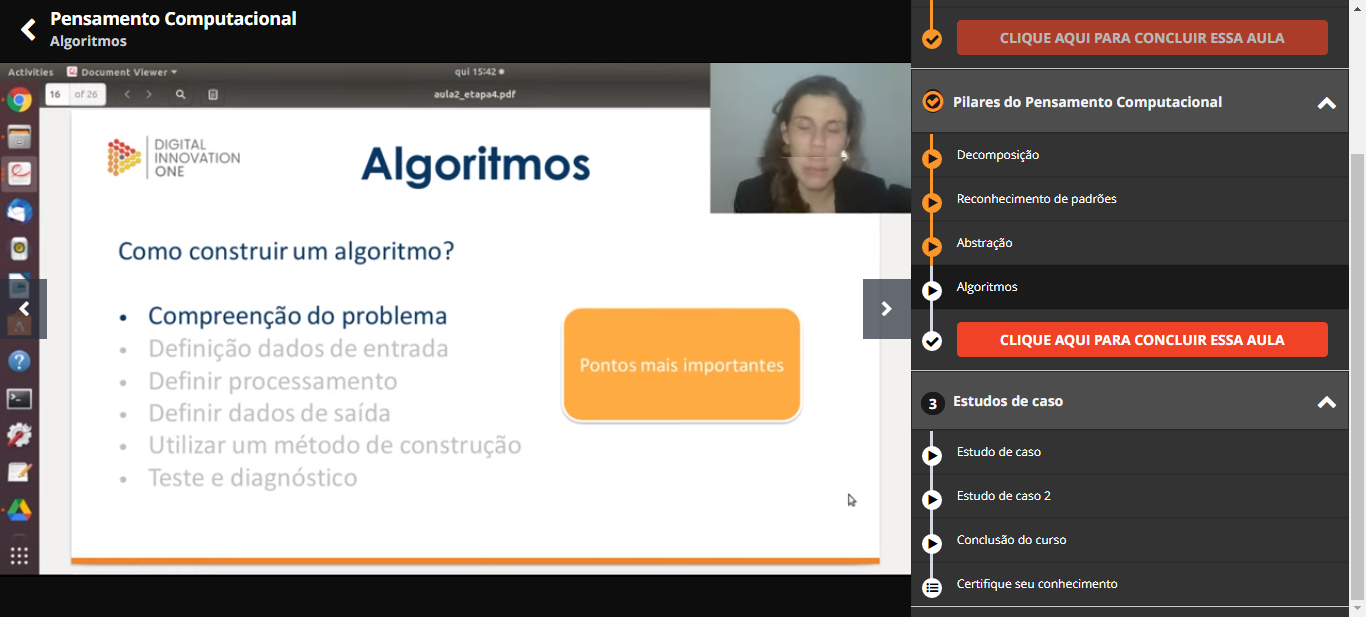 Pensamento Computacional
Algoritmos
Activities
Document Viewer
qui 15:42
16 of 26
aula2_etapa4.pdf
DIGITAL
INNOVATION
ONE
Algoritmos
Como construir um algoritmo?
• Compreenção do problema
• Definição dados de entrada
• Definir processamento
• Definir dados de saída
• Utilizar um método de construção
• Teste e diagnóstico
Pontos mais importantes
CLIQUE AQUI PARA CONCLUIR ESSA AULA
Pilares do Pensamento Computacional
Decomposição
Reconhecimento de padrões
Abstração
Algoritmos
CLIQUE AQUI PARA CONCLUIR ESSA AULA
3 Estudos de caso
Estudo de caso
Estudo de caso 2
Conclusão do curso
Certifique seu conhecimento